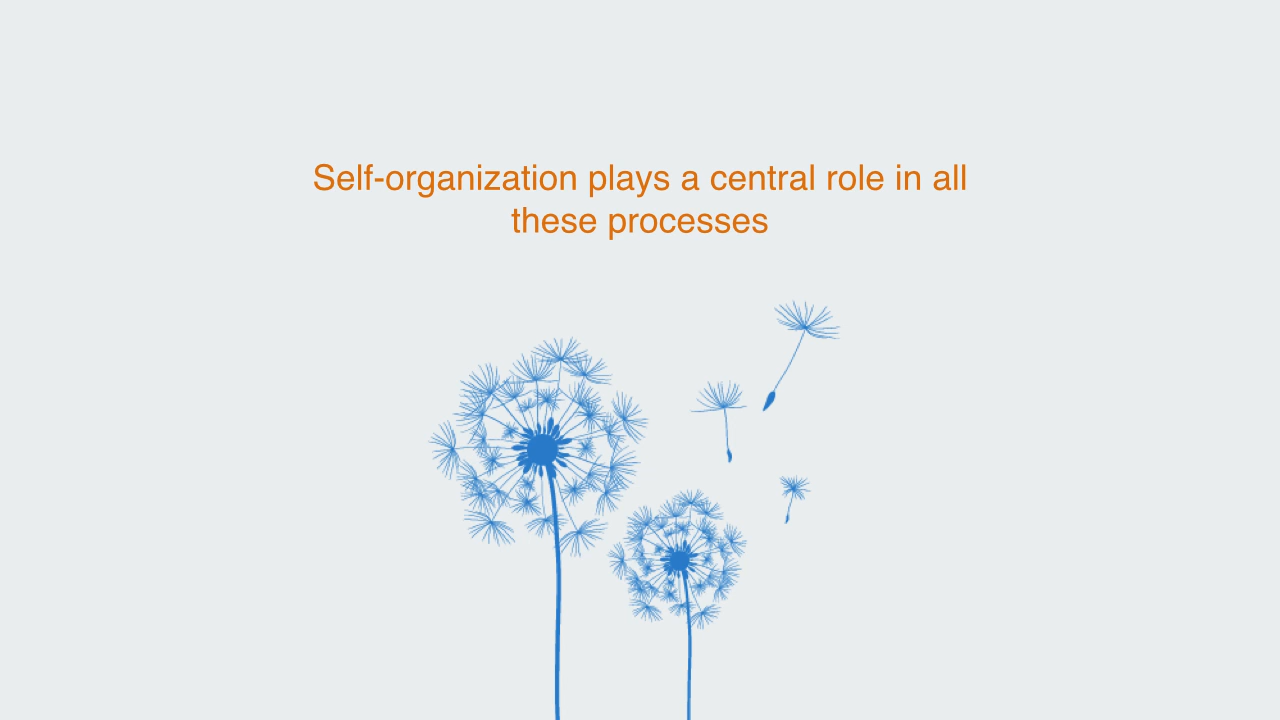 Self-organization plays a central role in all
these processes